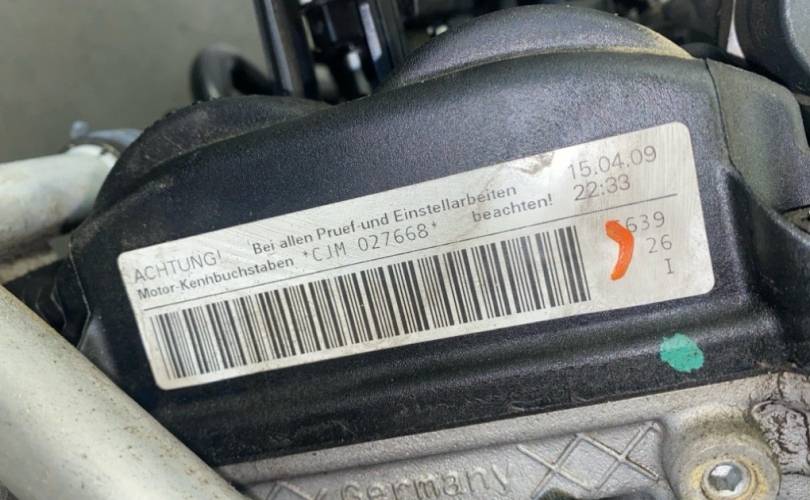 ACHTUNG! Bei allen Pruef-und Einstellarbeiten 15.04.09
Motor-Kennbuchstaben *CJM 027668* beachten! 22:33
639
26
I
Germany